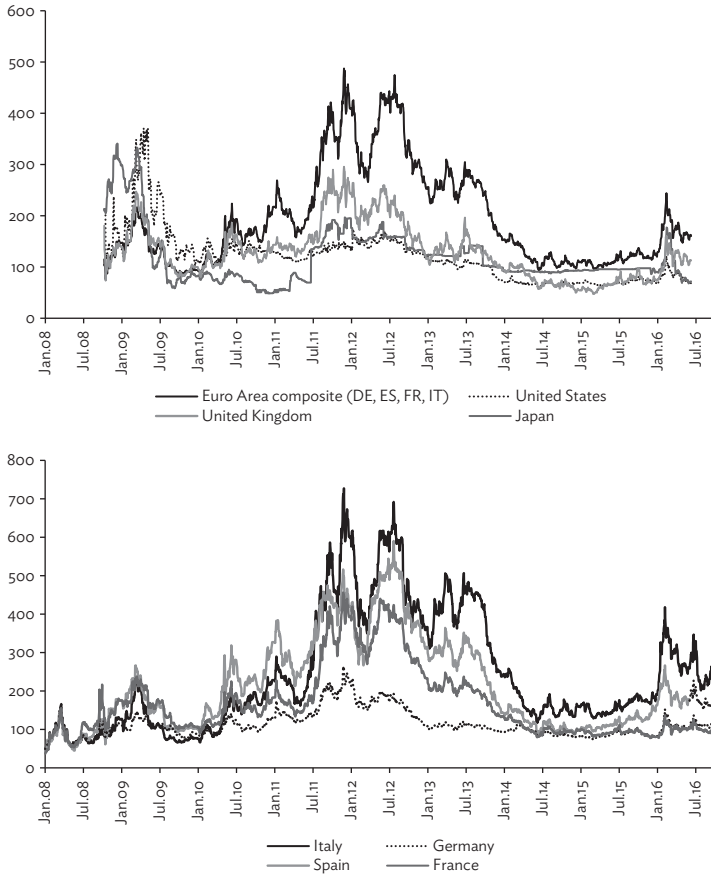 600
500
400
300
200
100
0
Jan.08 Jul.08 Jan.09 Jul.09 Jan.10 Jul.10 Jan.11 Jul.11 Jan.12 Jul.12 Jan.13 Jul.13 Jan.14 Jul.14 Jan.15 Jul.15 Jan.16 Jul.16
Euro Area composite (DE, ES, FR, IT) United States
United Kingdom Japan
800
700
600
500
400
300
200
100
0
Jan.08 Jul.08 Jan.09 Jul.09 Jan.10 Jul.10 Jan.11 Jul.11 Jan.12 Jul.12 Jan.13 Jul.13 Jan.14 Jul.14 Jan.15 Jul.15 Jan.16 Jul.16
Italy Germany
Spain France